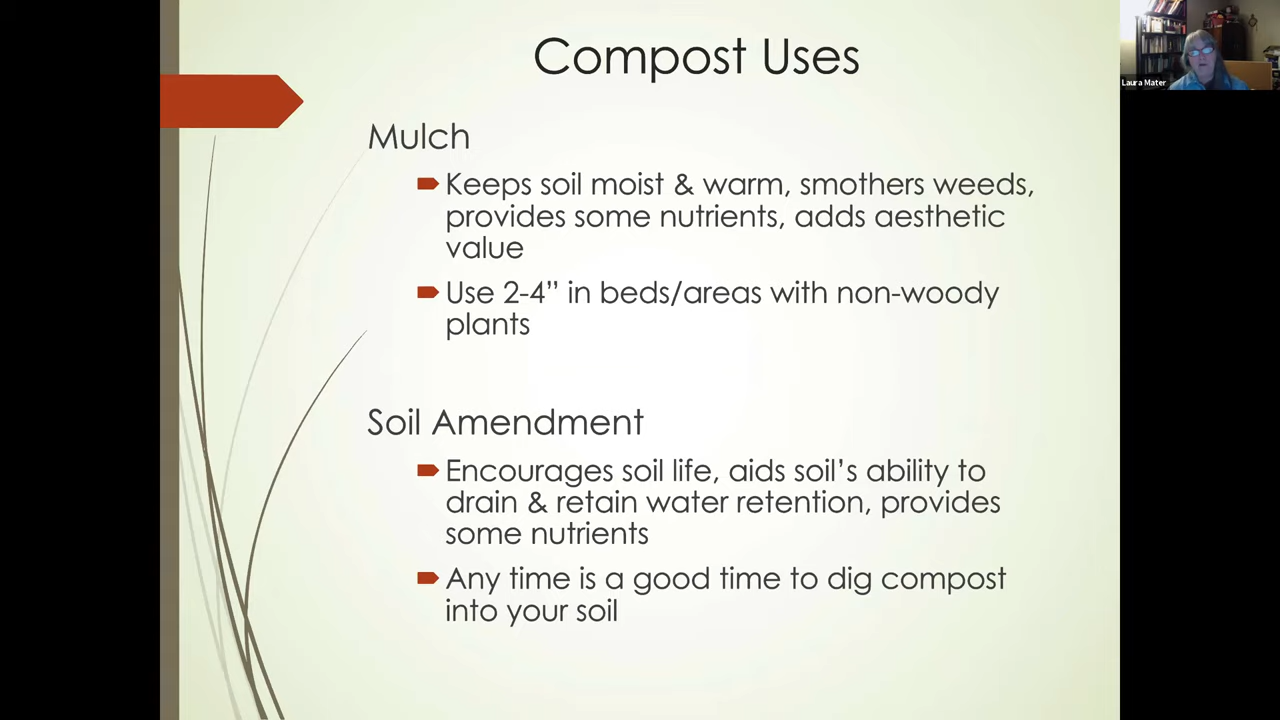 Compost Uses
Laura Mater
Mulch
Keeps soil moist & warm, smothers weeds,
provides some nutrients, adds aesthetic
value
Use 2-4” in beds/areas with non-woody
plants
Soil Amendment
Encourages soil life, aids soil’s ability to
drain & retain water retention, provides
some nutrients
Any time is a good time to dig compost
into your soil